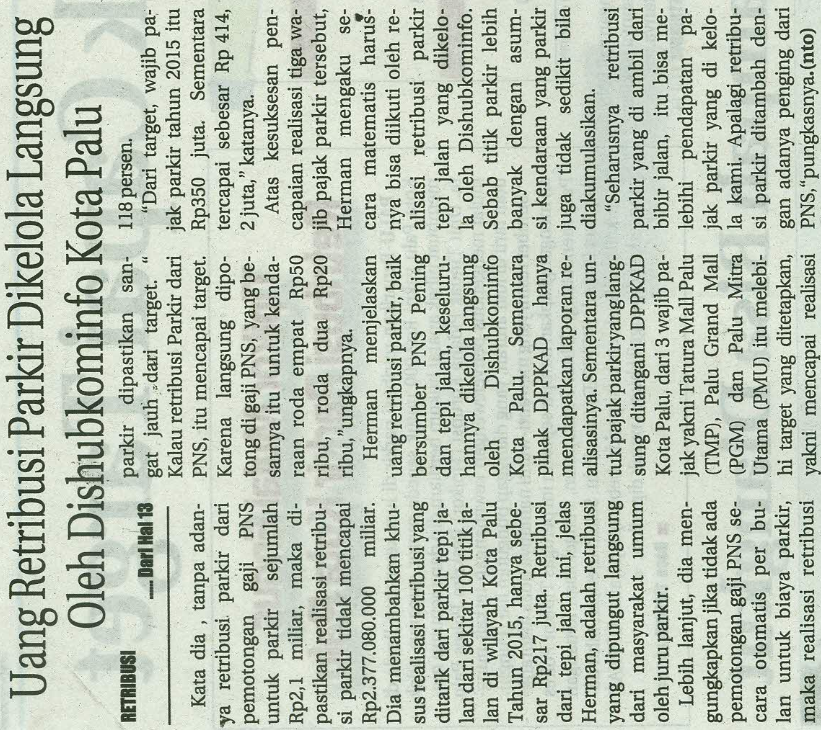 Uang Retribusi Parkir Dikelola Langsung
Oleh Dishubkominfo Kota Palu
RETRIBUSI
..... Dari Hal 13
Kata dia , tanpa adan-
ya retribusi parkir dari
pemotongan gaji PNS
untuk parkir sejumlah
Rp2,1 miliar, maka di-
pastikan realisasi retribu-
si parkir tidak mencapai
Rp2.377.080.000 miliar.
Dia menambahkan khu-
sus realisasi retribusi yang
ditarik dari parkir tepi ja-
lan dari sekitar 100 titik ja-
lan di wilayah Kota Palu
Tahun 2015, hanya sebe-
sar Rp217 juta. Retribusi
dari tepi jalan ini, jelas
Herman, adalah retribusi
yang dipungut langsung
dari masyarakat umum
oleh juru parkir.
Lebih lanjut, dia men-
gungkapkan jika tidak ada
pemotongan gaji PNS se-
cara otomatis per bu-
lan untuk biaya parkir,
maka realisasi retribusi
parkir dipastikan san-
gat jauh dari target. “
Kalau retribusi Parkir dari
PNS, itu mencapai target.
Karena langsung dipo-
tong di gaji PNS, yang be-
sarnya itu untuk kenda-
raan roda empat Rp50
ribu, roda dua Rp20
ribu,”ungkapnya.
Herman menjelaskan
uang retribusi parkir, baik
bersumber PNS Pening
dan tepi jalan, keseluru-
hannya dikelola langsung
oleh Dishubkominfo
Kota Palu. Sementara
pihak DPPKAD hanya
mendapatkan laporan re-
alisasinya. Sementara un-
tuk pajak parkir yang lang-
sung ditangani DPPKAD
Kota Palu, dari 3 wajib pa-
jak yakni Tatura Mall Palu
(TMP), Palu Grand Mall
(PGM) dan Palu Mitra
Utama (PMU) itu melebi-
hi target yang ditetapkan,
yakni mencapai realisasi
118 persen.
“Dari target, wajib pa-
jak parkir tahun 2015 itu
Rp350 juta. Sementara
tercapai sebesar Rp 414,
2 juta,” katanya.
Atas kesuksesan pen-
capaian realisasi tiga wa-
jib pajak parkir tersebut,
Herman mengaku se-
cara matematis harus-
nya bisa diikuti oleh re-
alisasi retribusi parkir
tepi jalan yang dikelo-
la oleh Dishubkominfo.
Sebab titik parkir lebih
banyak dengan asum-
si kendaraan yang parkir
juga tidak sedikit bila
diakumulasikan.
“Seharusnya retribusi
parkir yang di ambil dari
bibir jalan, itu bisa me-
lebihi pendapatan pa-
jak parkir yang di kelo-
la kami. Apalagi retribu-
si parkir ditambah den-
gan adanya penging dari
PNS,“pungkasnya.(nto)